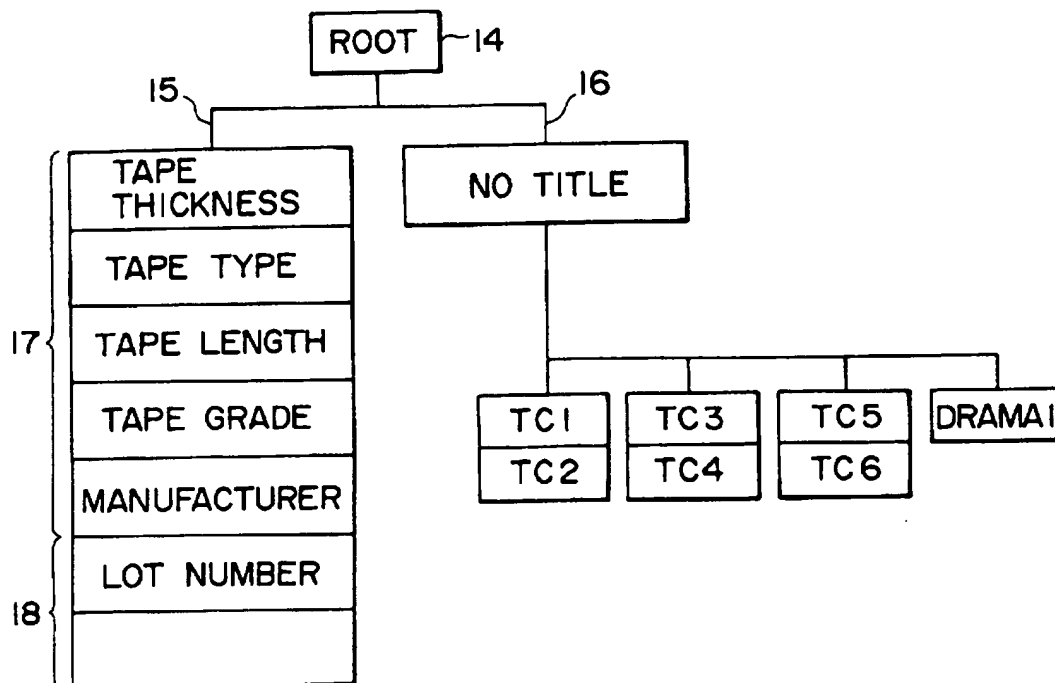 ROOT 14
15 16
TAPE
THICKNESS
NO TITLE
TAPE TYPE
17 TAPE LENGTH
TAPE GRADE
TC1 TC3 TC5 DRAMA1
TC2 TC4 TC6
MANUFACTURER
LOT NUMBER
18